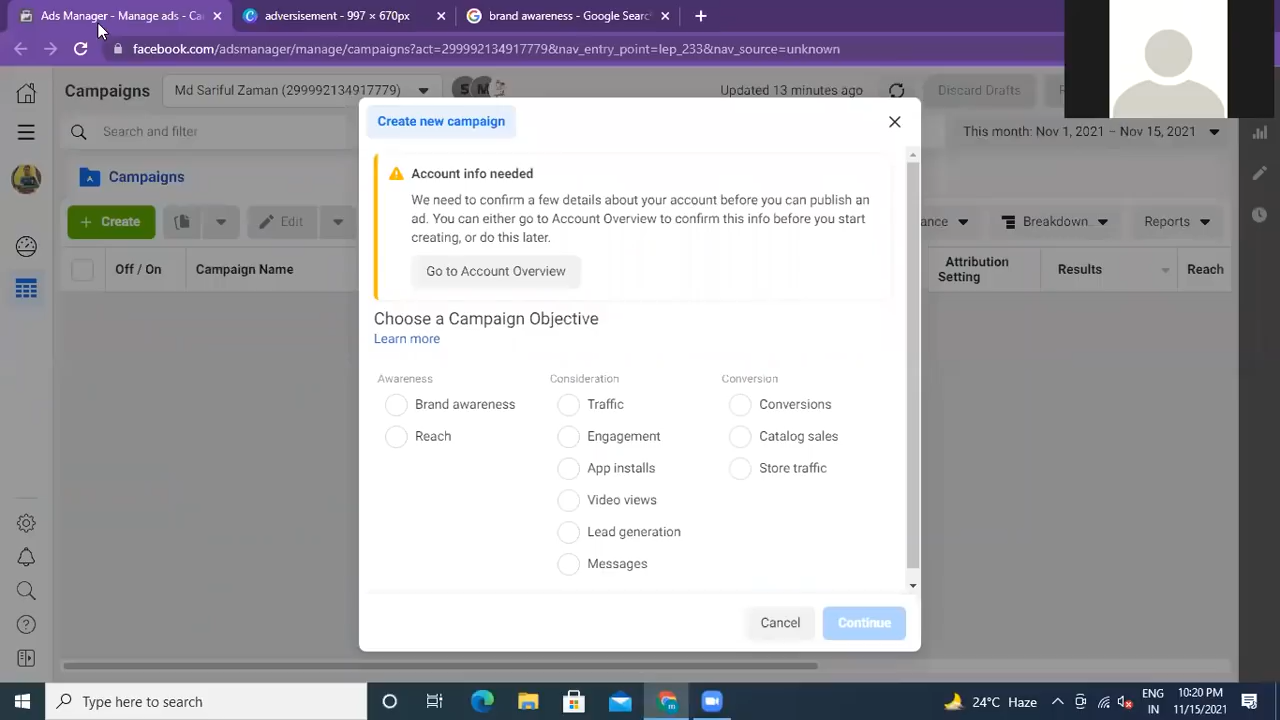 Ads Manager - Manage ads - Ca
adversisement - 997 × 670px
brand awareness - Google Searc
facebook.com/adsmanager/manage/campaigns?act=299992134917779&nav_entry_point=lep_233&nav_source=unknown
Campaigns
Md Sariful Zaman (299992134917779)
S
M
Updated 13 minutes ago
Discard Drafts
Search and filter
This month: Nov 1, 2021 – Nov 15, 2021
Campaigns
+ Create
Edit
ance
Breakdown
Reports
Off / On
Campaign Name
Attribution
Setting
Results
Reach
Create new campaign
Account info needed
We need to confirm a few details about your account before you can publish an
ad. You can either go to Account Overview to confirm this info before you start
creating, or do this later.
Go to Account Overview
Choose a Campaign Objective
Learn more
Awareness
Consideration
Conversion
Brand awareness
Traffic
Conversions
Reach
Engagement
Catalog sales
App installs
Store traffic
Video views
Lead generation
Messages
Cancel
Continue
Type here to search
24°C Haze
ENG
IN
10:20 PM
11/15/2021